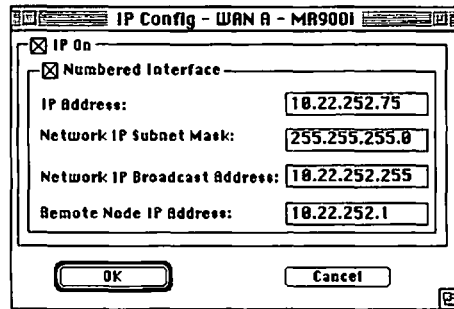 IP Config - WAN A - MR900i
IP On
Numbered Interface
IP Address: 10.22.252.75
Network IP Subnet Mask: 255.255.255.0
Network IP Broadcast Address: 10.22.252.255
Remote Node IP Address: 10.22.252.1
OK Cancel